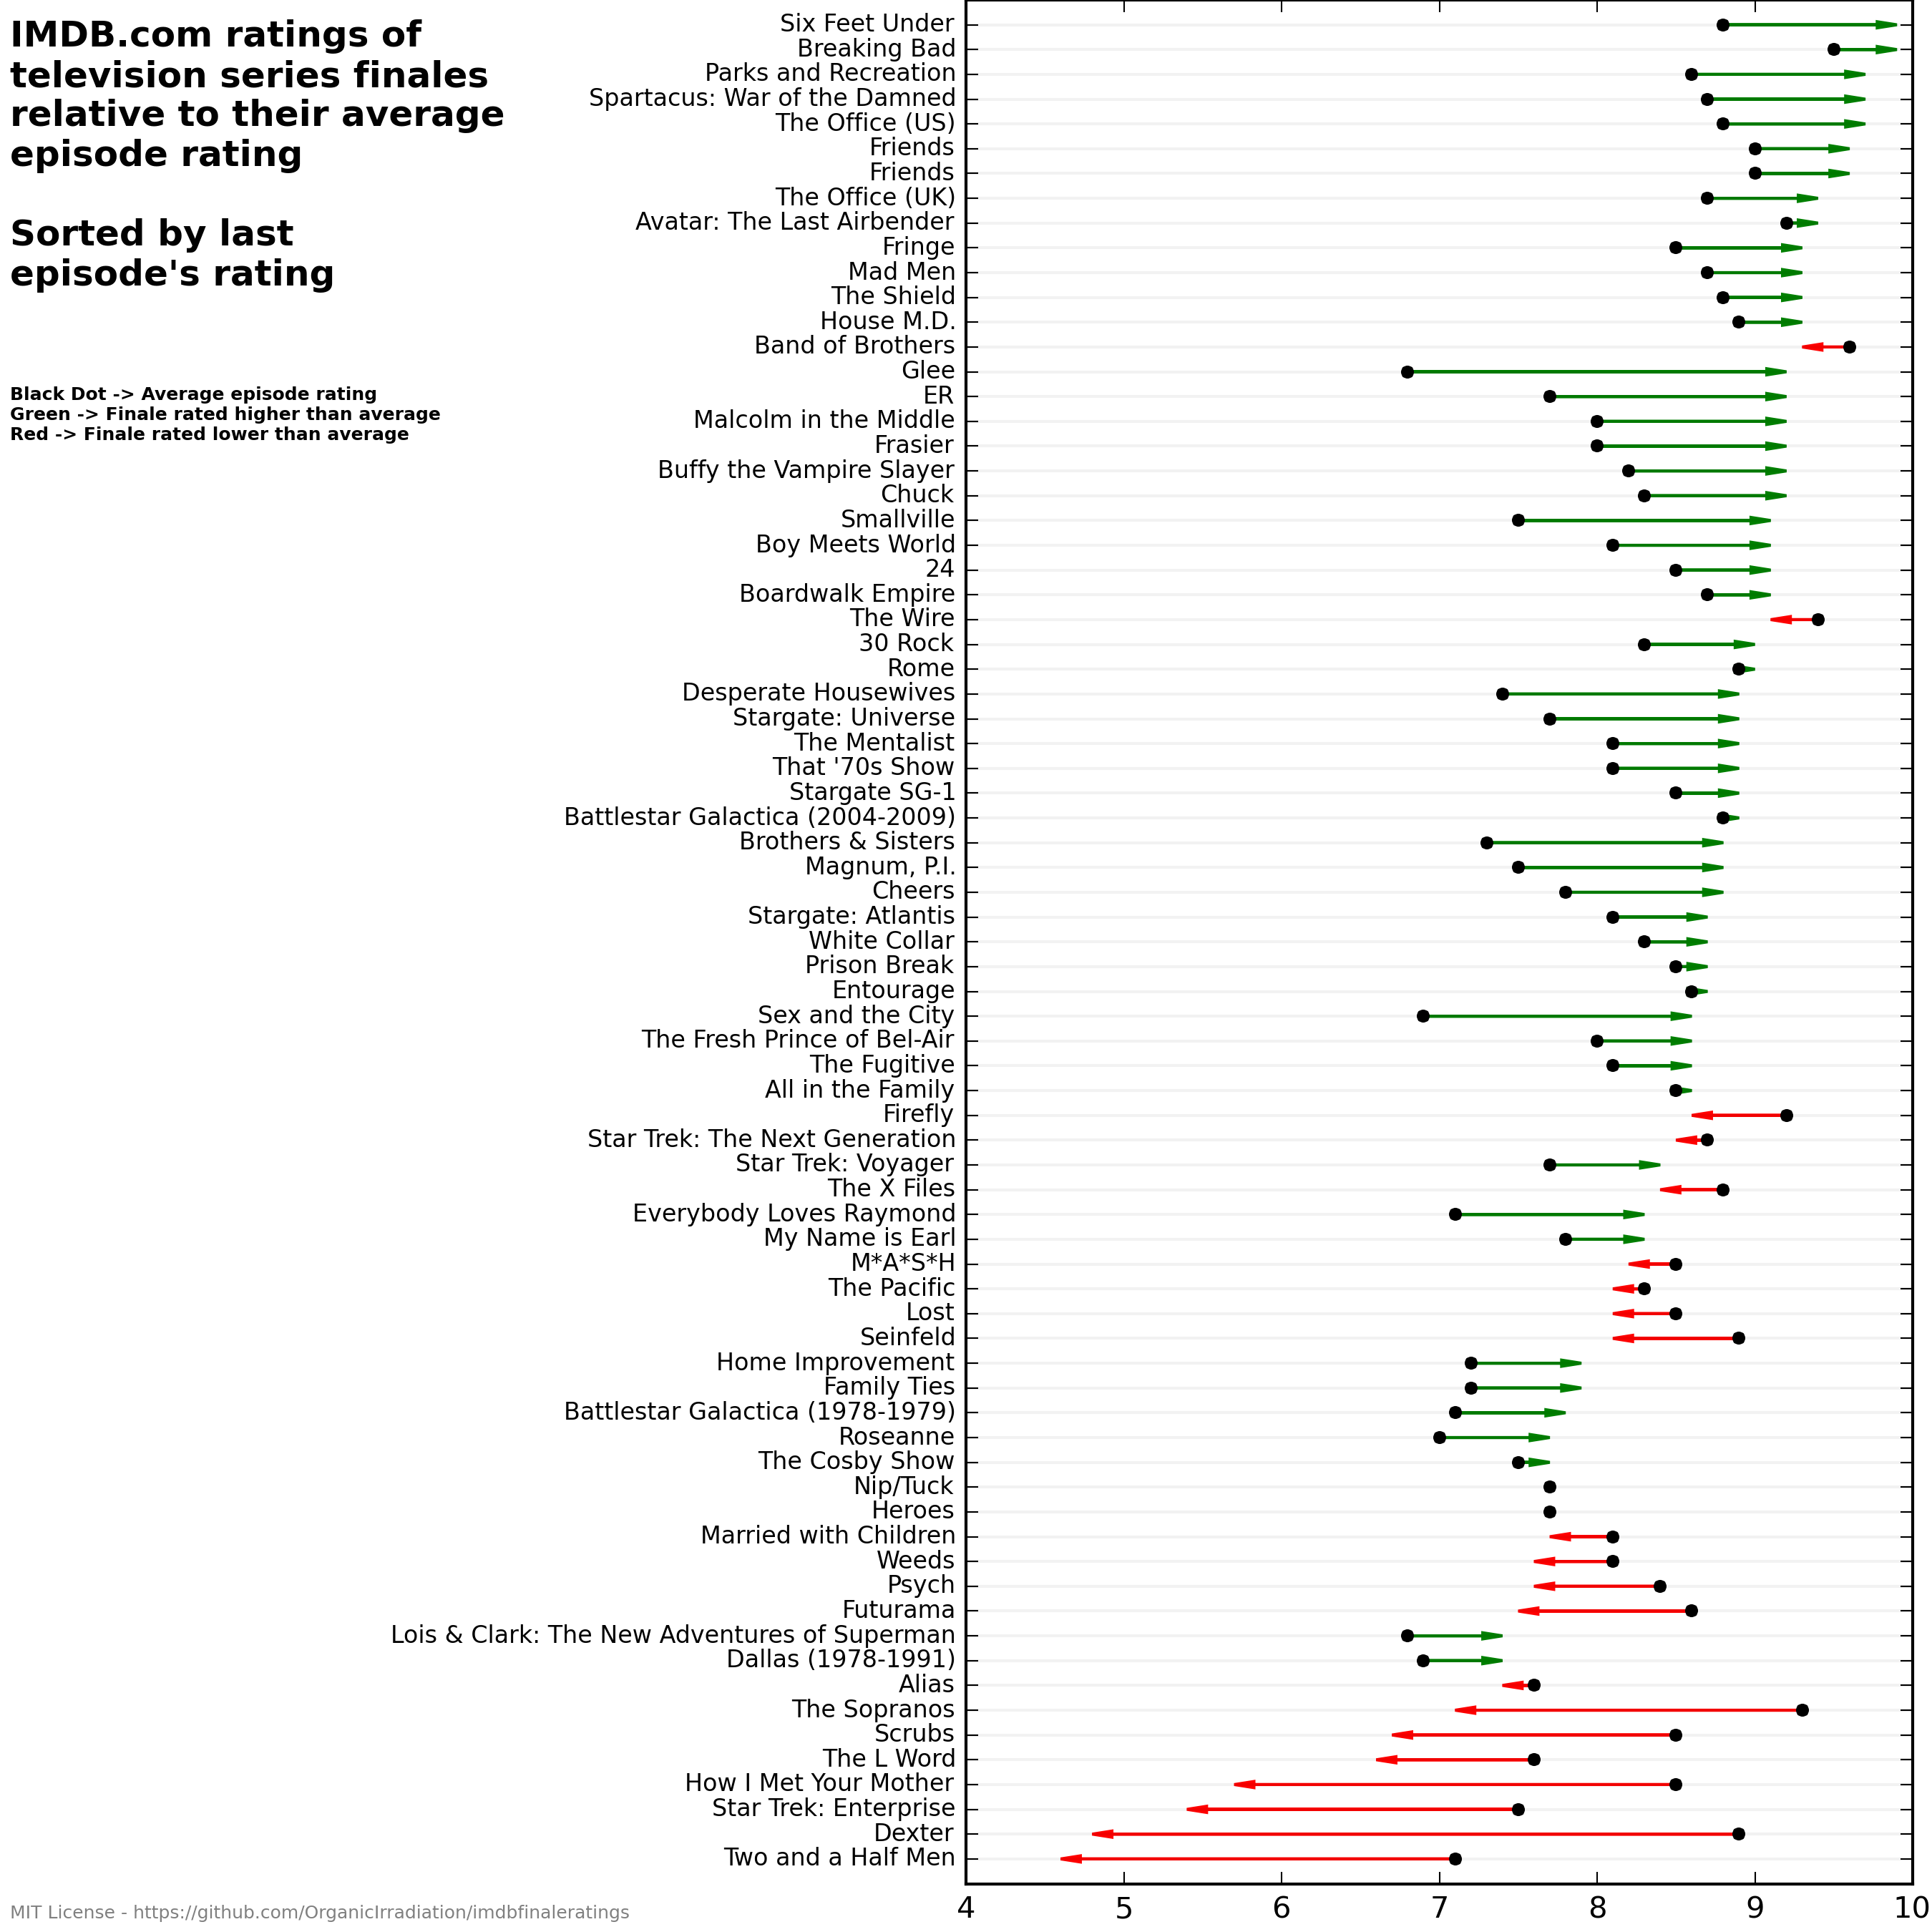 IMDB.com ratings of
television series finales
relative to their average
episode rating
Sorted by last
episode's rating
Black Dot -> Average episode rating
Green -> Finale rated higher than average
Red -> Finale rated lower than average
Six Feet Under
Breaking Bad
Parks and Recreation
Spartacus: War of the Damned
The Office (US)
Friends
Friends
The Office (UK)
Avatar: The Last Airbender
Fringe
Mad Men
The Shield
House M.D.
Band of Brothers
Glee
ER
Malcolm in the Middle
Frasier
Buffy the Vampire Slayer
Chuck
Smallville
Boy Meets World
24
Boardwalk Empire
The Wire
30 Rock
Rome
Desperate Housewives
Stargate: Universe
The Mentalist
That '70s Show
Stargate SG-1
Battlestar Galactica (2004-2009)
Brothers & Sisters
Magnum, P.I.
Cheers
Stargate: Atlantis
White Collar
Prison Break
Entourage
Sex and the City
The Fresh Prince of Bel-Air
The Fugitive
All in the Family
Firefly
Star Trek: The Next Generation
Star Trek: Voyager
The X Files
Everybody Loves Raymond
My Name is Earl
M*A*S*H
The Pacific
Lost
Seinfeld
Home Improvement
Family Ties
Battlestar Galactica (1978-1979)
Roseanne
The Cosby Show
Nip/Tuck
Heroes
Married with Children
Weeds
Psych
Futurama
Lois & Clark: The New Adventures of Superman
Dallas (1978-1991)
Alias
The Sopranos
Scrubs
The L Word
How I Met Your Mother
Star Trek: Enterprise
Dexter
Two and a Half Men
4 5 6 7 8 9 10
MIT License - https://github.com/OrganicIrradiation/imdbfinaleratings